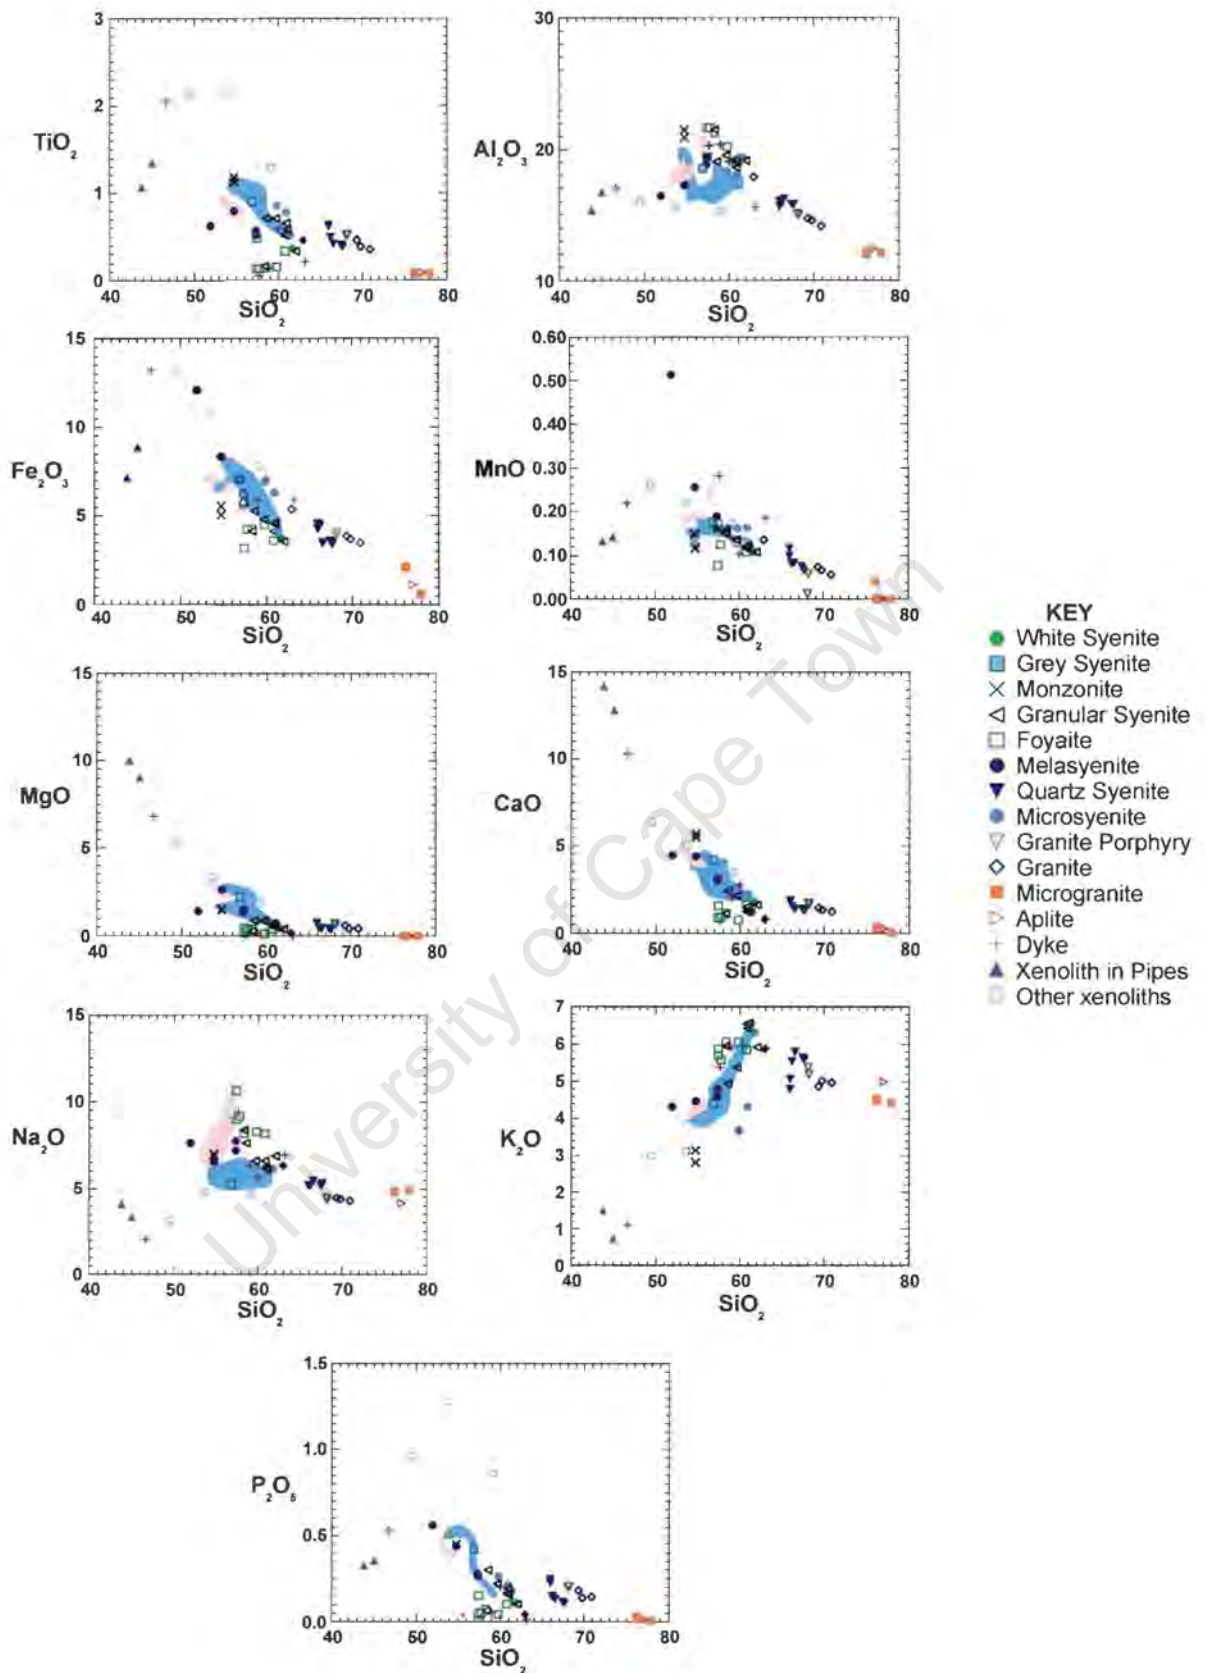 3
2
1
0
TiO₂
40 50 60 70 80
SiO₂
30
20
10
Al₂O₃
40 50 60 70 80
SiO₂
15
10
5
0
Fe₂O₃
40 50 60 70 80
SiO₂
0.60
0.50
0.40
0.30
0.20
0.10
0.00
MnO
40 50 60 70 80
SiO₂
15
10
5
0
MgO
40 50 60 70 80
SiO₂
15
10
5
0
CaO
40 50 60 70 80
SiO₂
15
10
5
0
Na₂O
40 50 60 70 80
SiO₂
7
6
5
4
3
2
1
0
K₂O
40 50 60 70 80
SiO₂
1.5
1.0
0.5
0.0
P₂O₅
40 50 60 70 80
SiO₂
KEY
White Syenite
Grey Syenite
Monzonite
Granular Syenite
Foyaite
Melasyenite
Quartz Syenite
Microsyenite
Granite Porphyry
Granite
Microgranite
Aplite
Dyke
Xenolith in Pipes
Other xenoliths
University of Cape Town